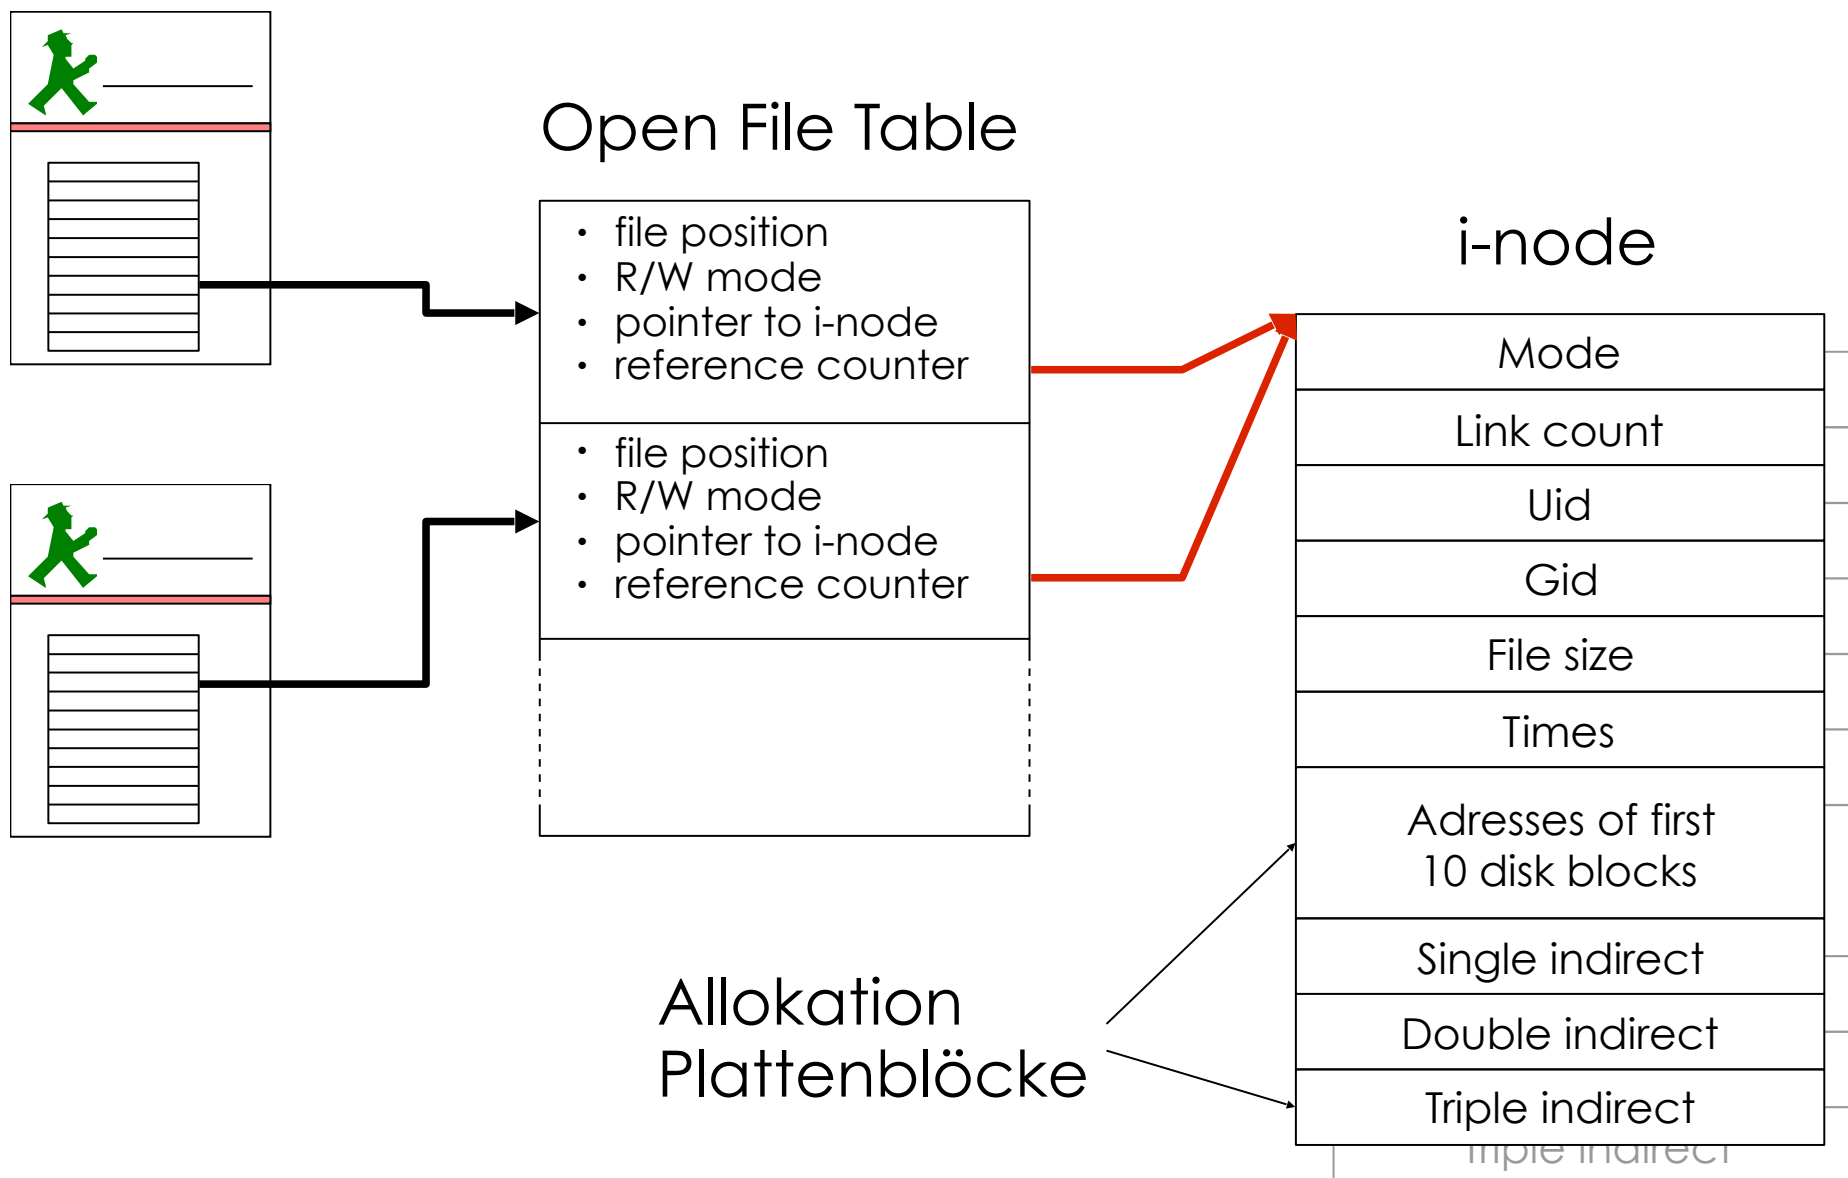 Open File Table
• file position
• R/W mode
• pointer to i-node
• reference counter
• file position
• R/W mode
• pointer to i-node
• reference counter
i-node
Mode
Link count
Uid
Gid
File size
Times
Adresses of first
10 disk blocks
Single indirect
Double indirect
Triple indirect
Triple indirect
Allokation
Plattenblöcke